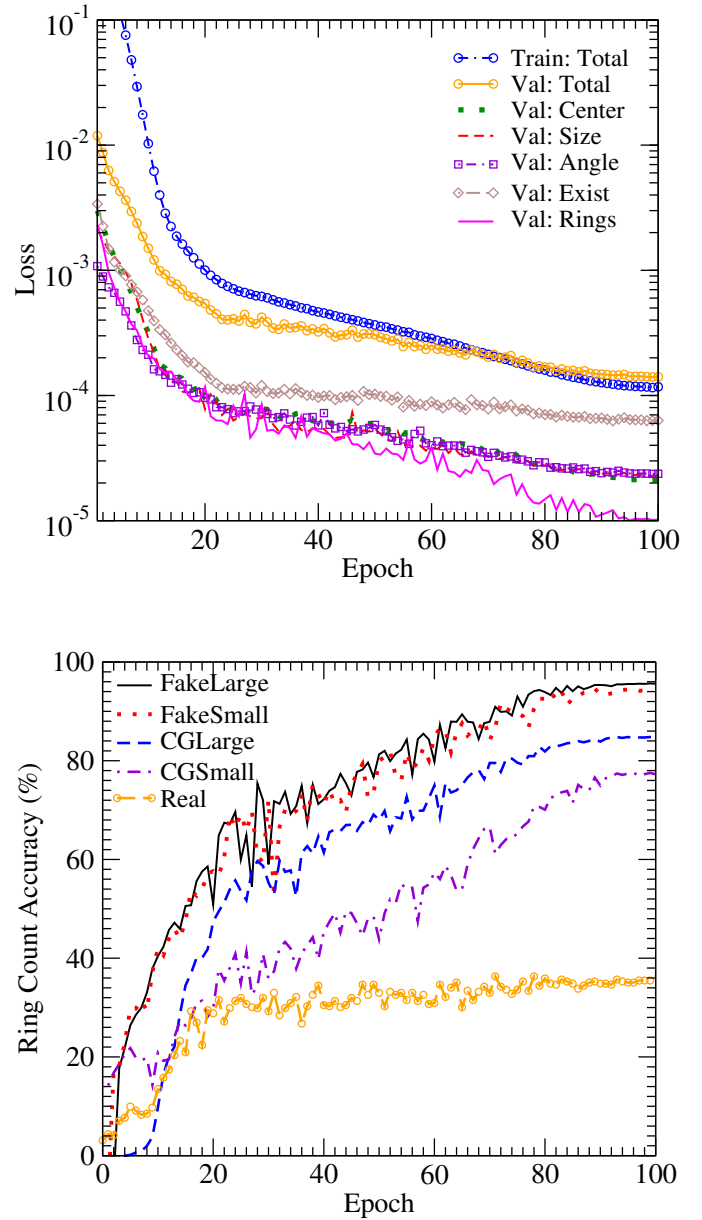 10^-1
10^-2
10^-3
10^-4
10^-5
Loss
Train: Total
Val: Total
Val: Center
Val: Size
Val: Angle
Val: Exist
Val: Rings
20 40 60 80 100
Epoch
100
80
60
40
20
0
Ring Count Accuracy (%)
FakeLarge
FakeSmall
CGLarge
CGSmall
Real
0 20 40 60 80 100
Epoch